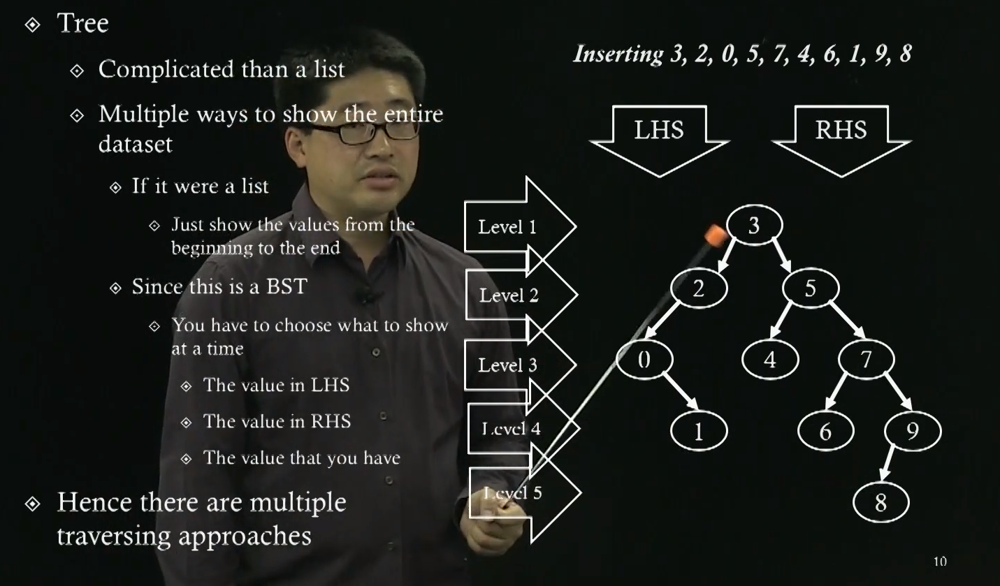 Tree
Complicated than a list
Multiple ways to show the entire
dataset
If it were a list
Just show the values from the
beginning to the end
Since this is a BST
You have to choose what to show
at a time
The value in LHS
The value in RHS
The value that you have
Hence there are multiple
traversing approaches
Inserting 3, 2, 0, 5, 7, 4, 6, 1, 9, 8
LHS RHS
Level 1
Level 2
Level 3
Level 4
Level 5
3
2 5
0 4 7
1 6 9
8
10